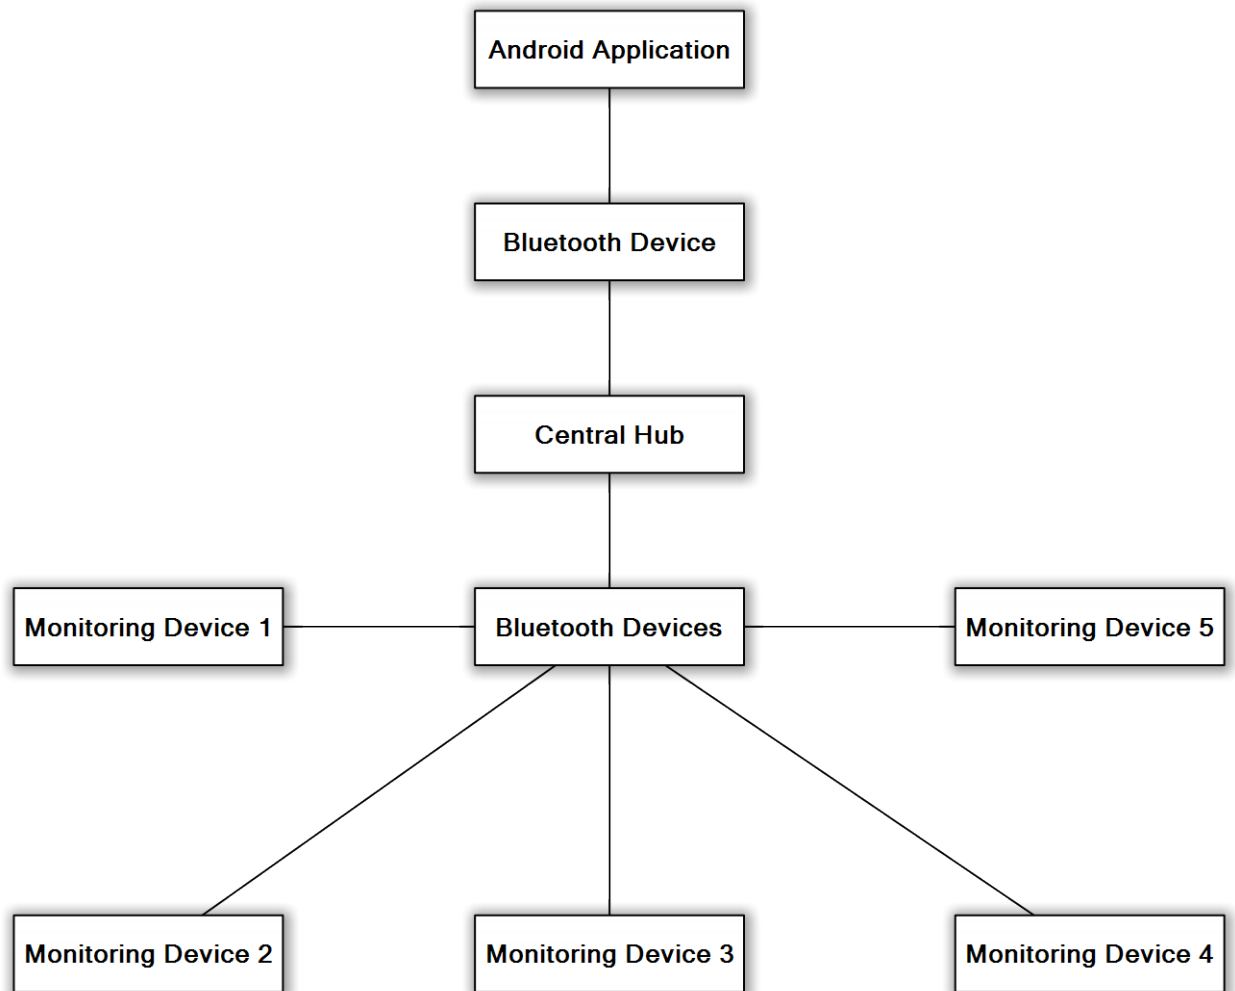 Android Application
Bluetooth Device
Central Hub
Monitoring Device 1
Bluetooth Devices
Monitoring Device 5
Monitoring Device 2
Monitoring Device 3
Monitoring Device 4